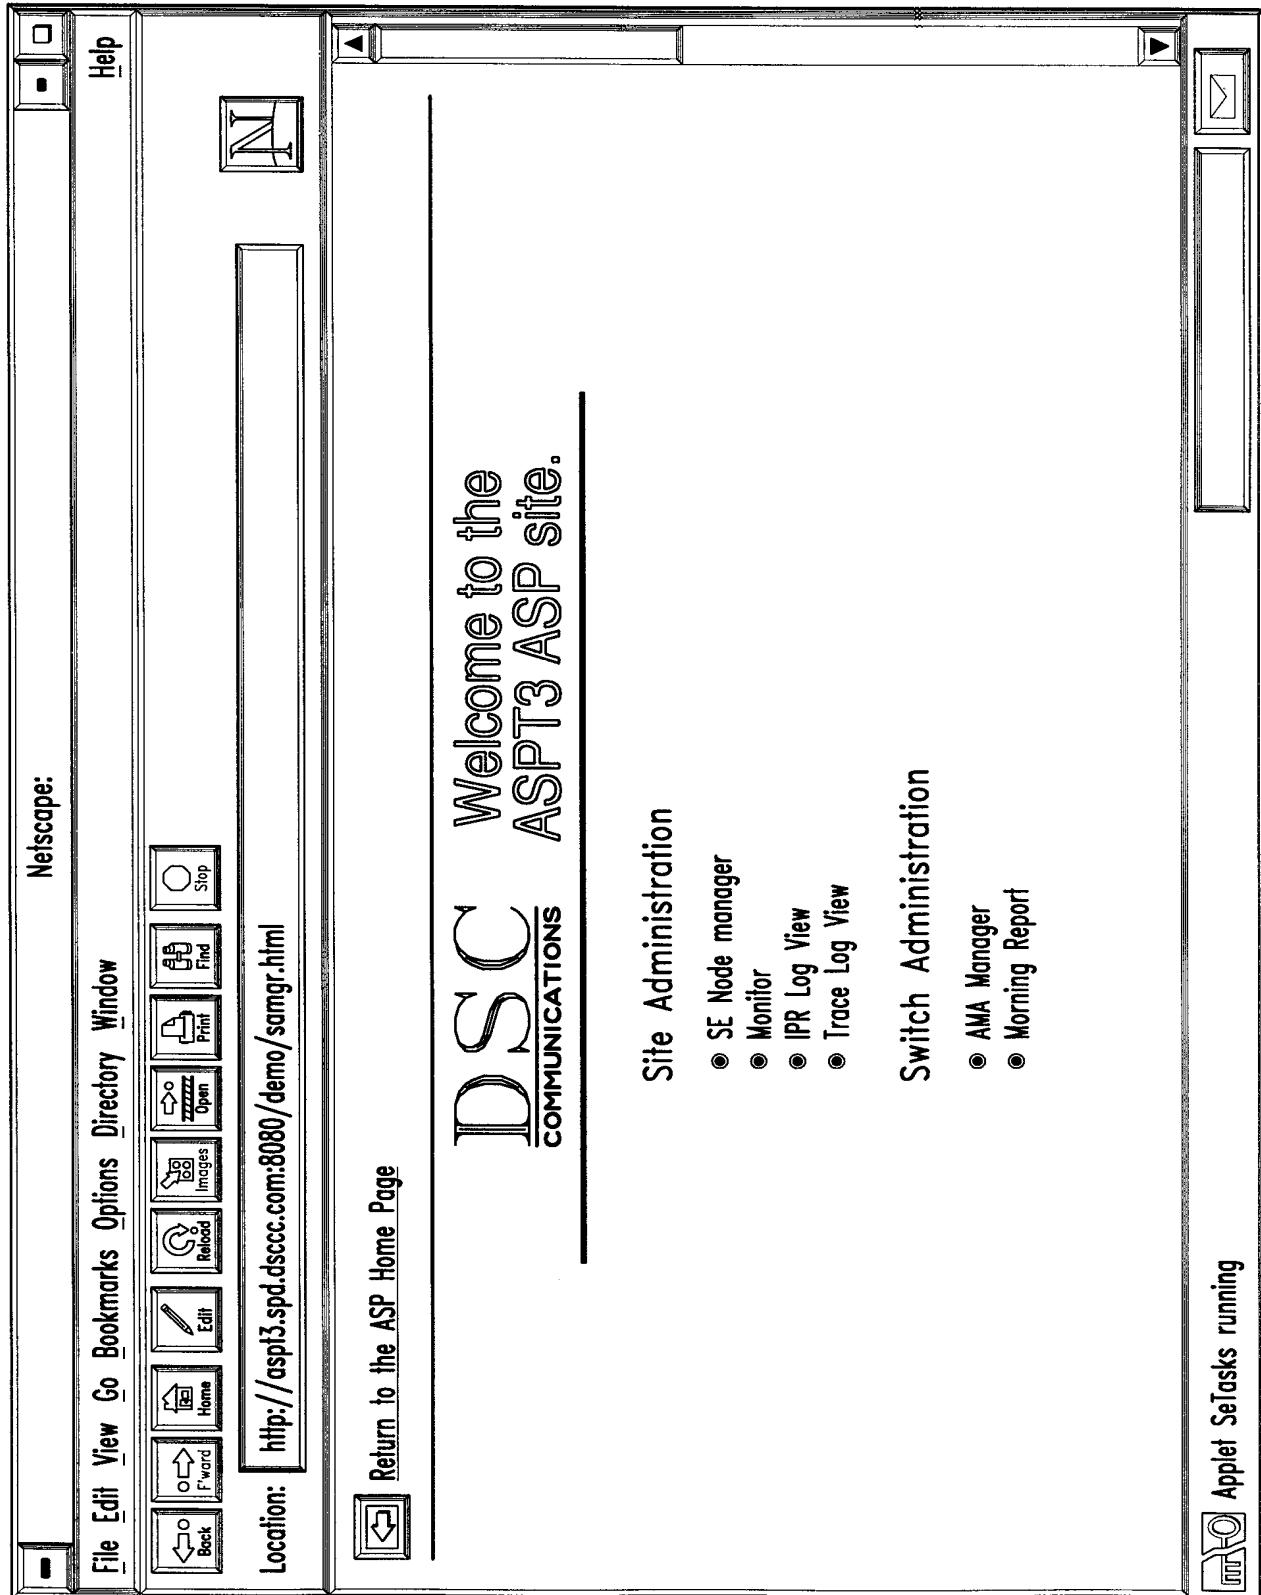 Netscape:
File Edit View Go Bookmarks Options Directory Window Help
Back F'ward Home Edit Reload Images Open Print Find Stop
N
Location: http://aspt3.spd.dsccc.com:8080/demo/samgr.html
Return to the ASP Home Page
DSC
COMMUNICATIONS
Welcome to the
ASPT3 ASP site.
Site Administration
SE Node manager
Monitor
IPR Log View
Trace Log View
Switch Administration
AMA Manager
Morning Report
Applet SeTasks running